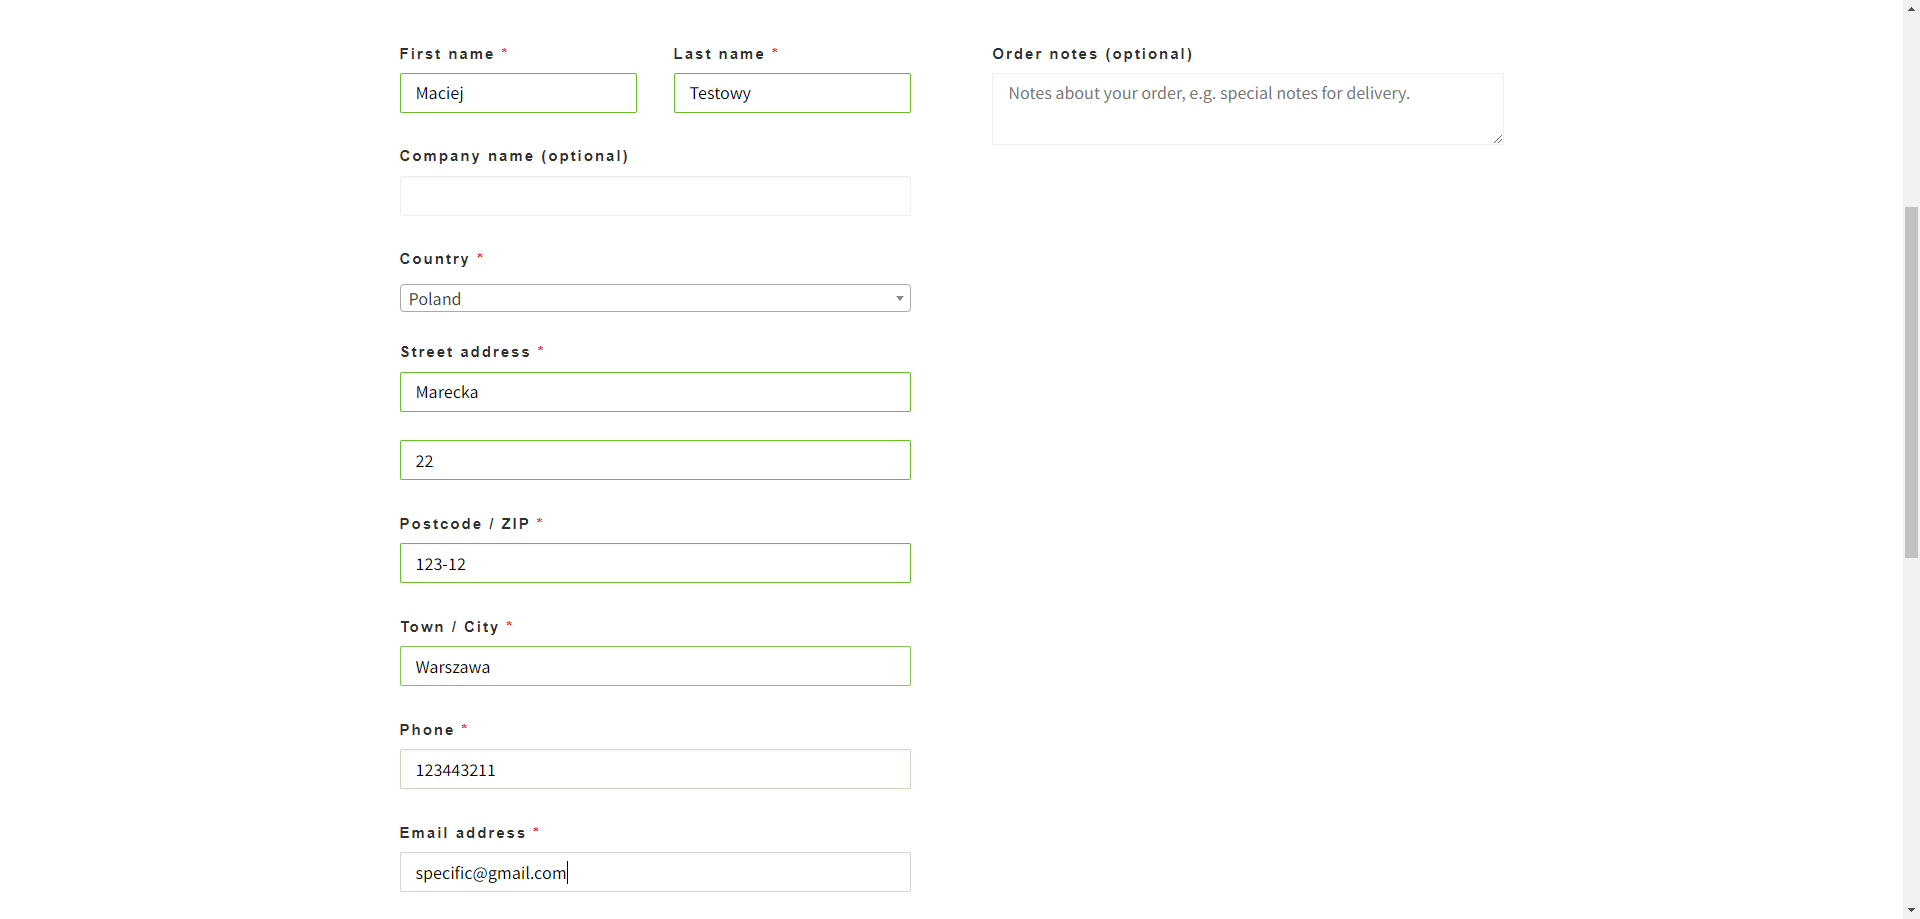 First name *
Maciej
Last name *
Testowy
Company name (optional)
Country *
Poland
Street address *
Marecka
22
Postcode / ZIP *
123-12
Town / City *
Warszawa
Phone *
123443211
Email address *
specific@gmail.com
Order notes (optional)
Notes about your order, e.g. special notes for delivery.